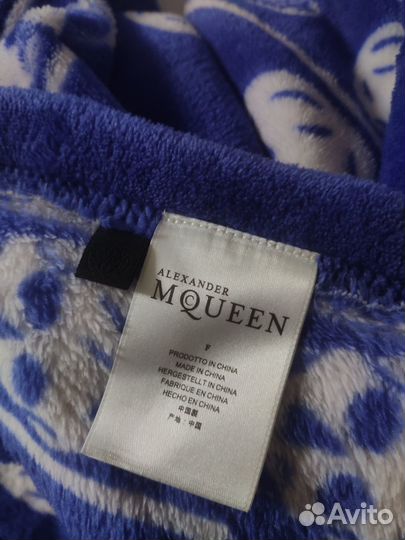 ALEXANDER
McQUEEN
F
PRODOTTO IN CHINA
MADE IN CHINA
HERGESTELLT IN CHINA
FABRIQUE EN CHINA
HECHO EN CHINA
中国製
产地:中国
Avito